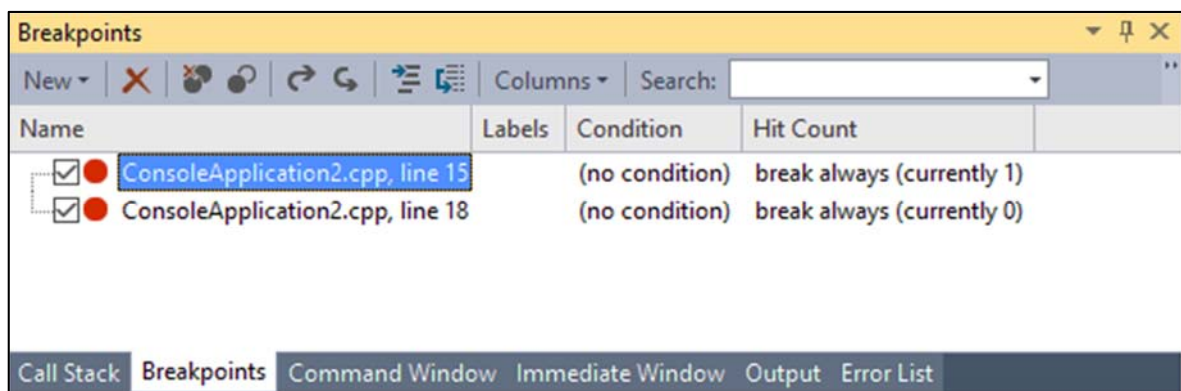 Breakpoints
New Columns Search:
Name Labels Condition Hit Count
ConsoleApplication2.cpp, line 15 (no condition) break always (currently 1)
ConsoleApplication2.cpp, line 18 (no condition) break always (currently 0)
Call Stack Breakpoints Command Window Immediate Window Output Error List